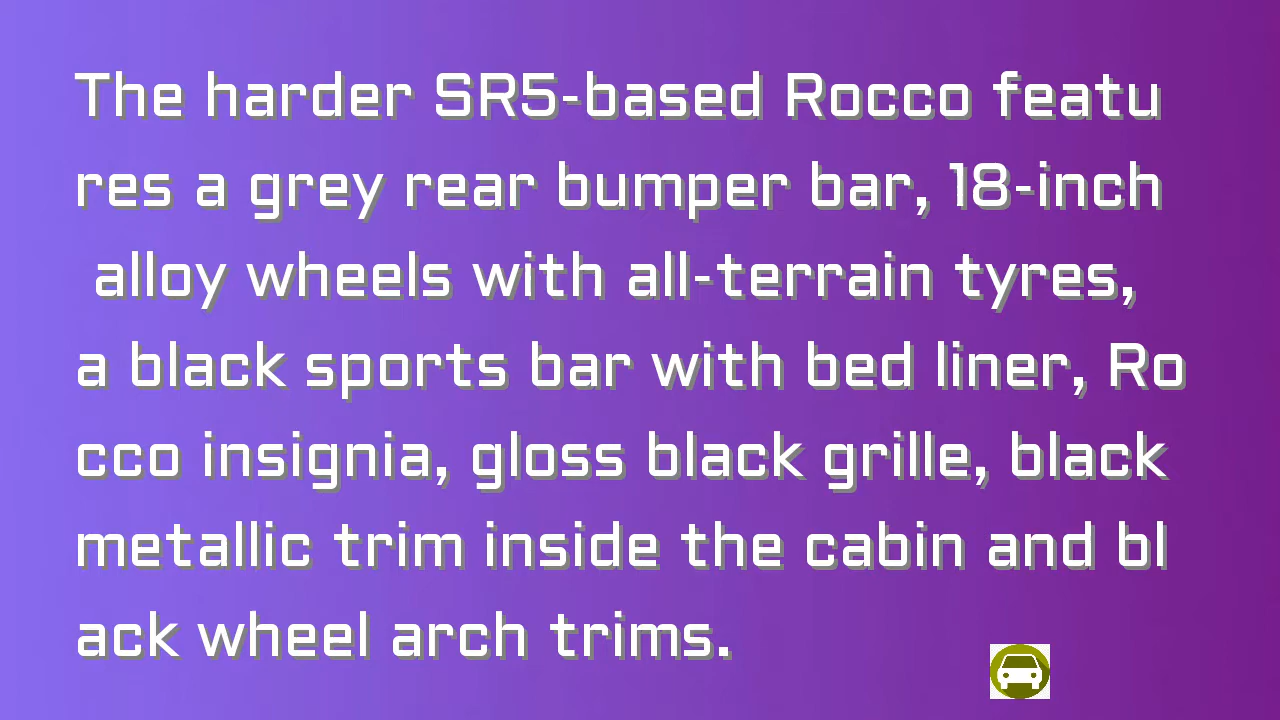 The harder SR5-based Rocco featu
res a grey rear bumper bar, 18-inch
alloy wheels with all-terrain tyres,
a black sports bar with bed liner, Ro
cco insignia, gloss black grille, black
metallic trim inside the cabin and bl
ack wheel arch trims.